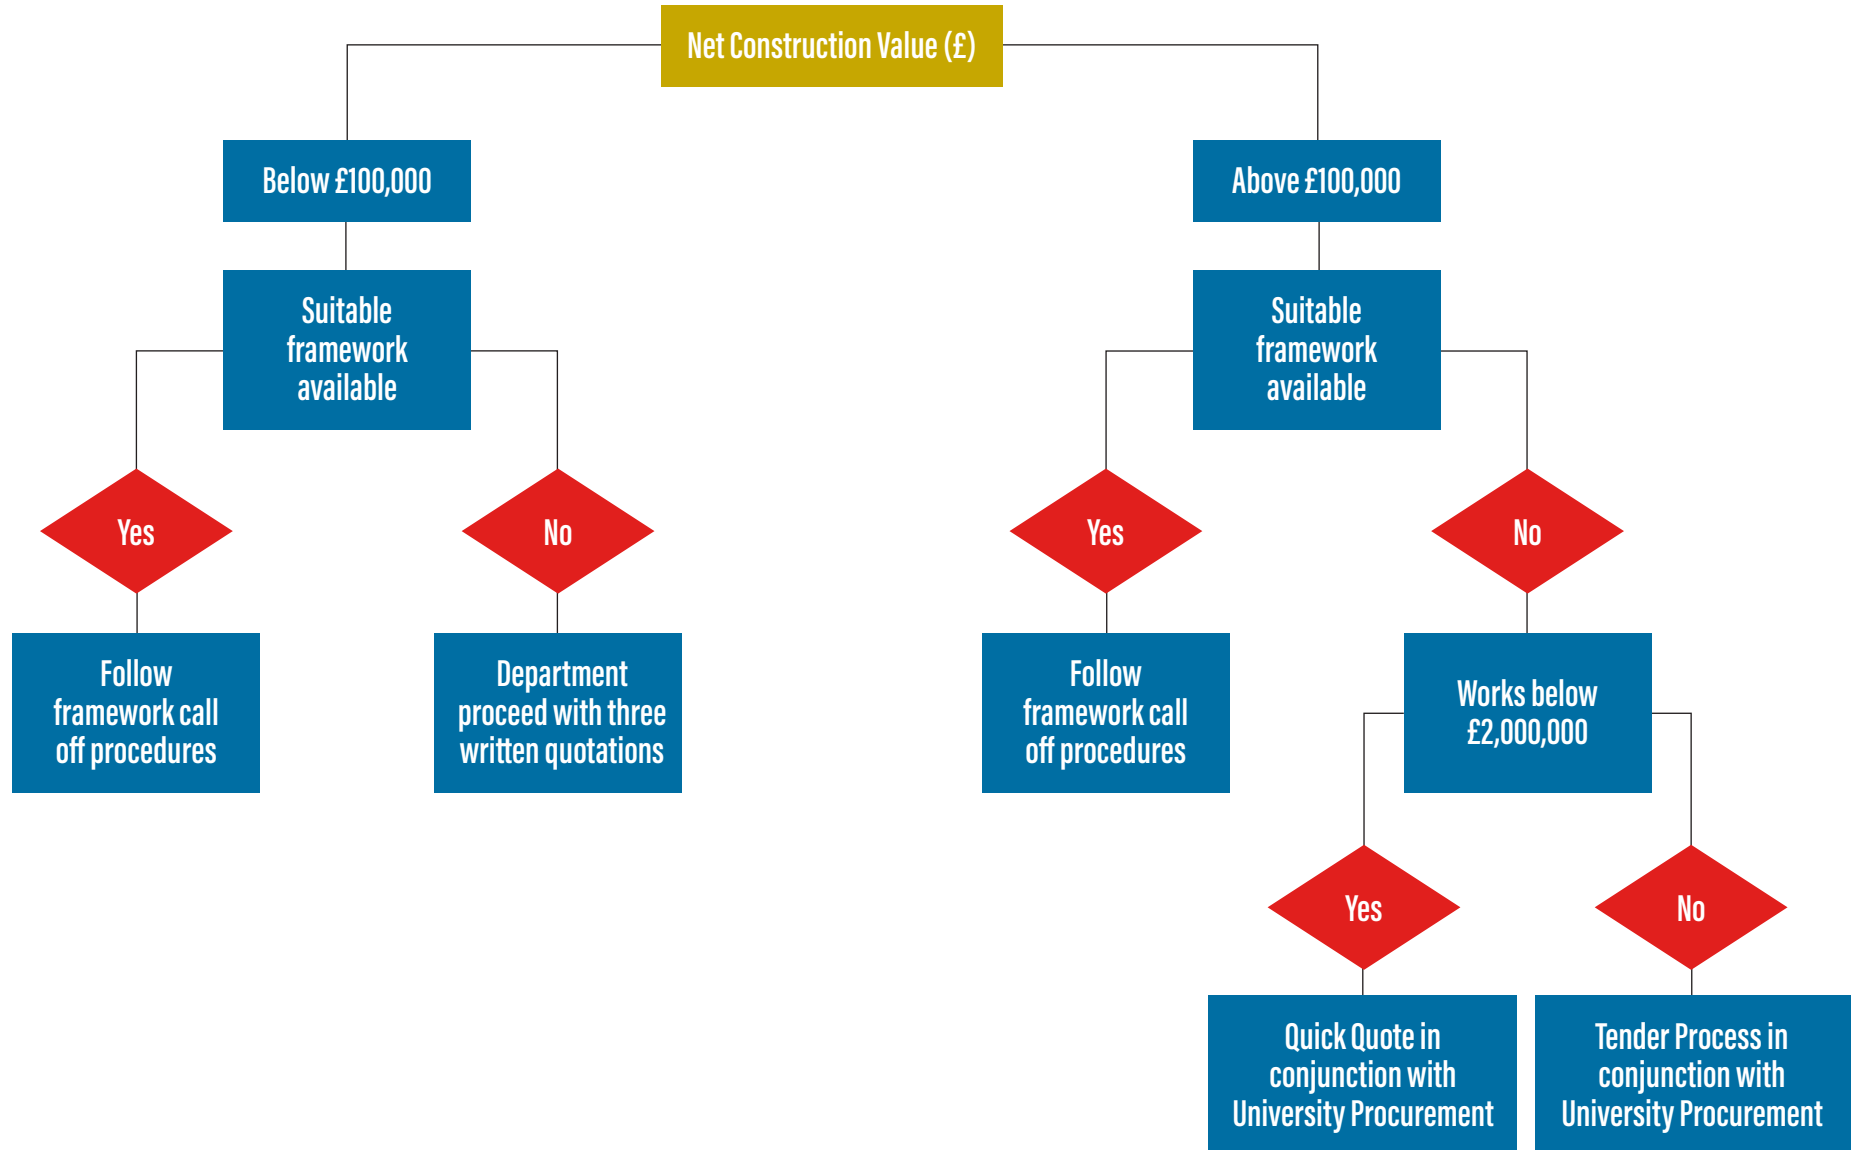 Net Construction Value (£)
Below £100,000
Above £100,000
Suitable
framework
available
Suitable
framework
available
Yes
No
Yes
No
Follow
framework call
off procedures
Department
proceed with three
written quotations
Follow
framework call
off procedures
Works below
£2,000,000
Yes
No
Quick Quote in
conjunction with
University Procurement
Tender Process in
conjunction with
University Procurement